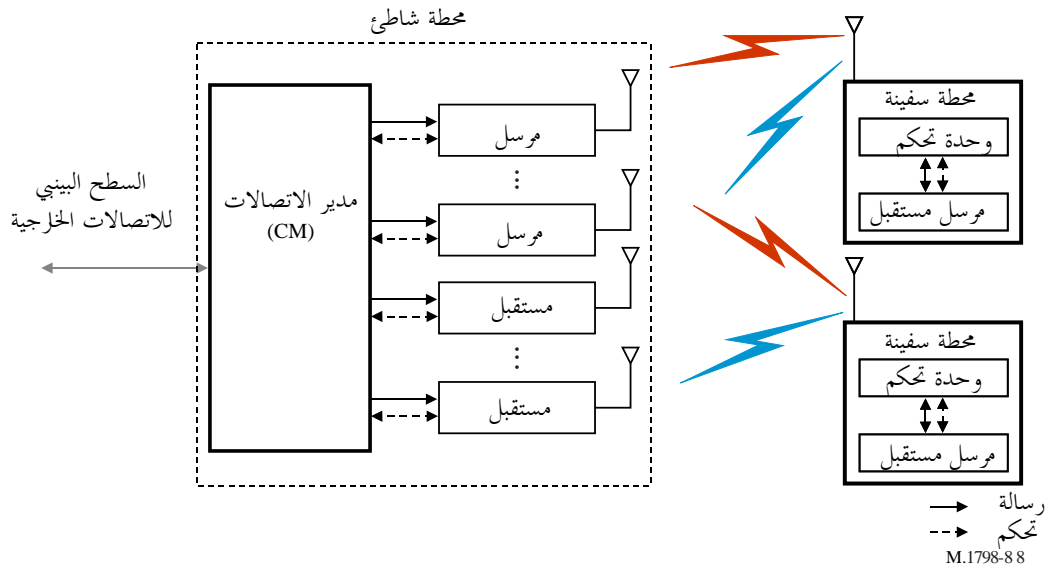 محطة شاطئ
السطح البينبي
للاتصالات الخارجية
مدير الاتصالات
(CM)
مرسل
مرسل
مستقبل
مستقبل
محطة سفينة
وحدة تحكم
مرسل مستقبل
محطة سفينة
وحدة تحكم
مرسل مستقبل
رسالة
تحكم
M.1798-8 8